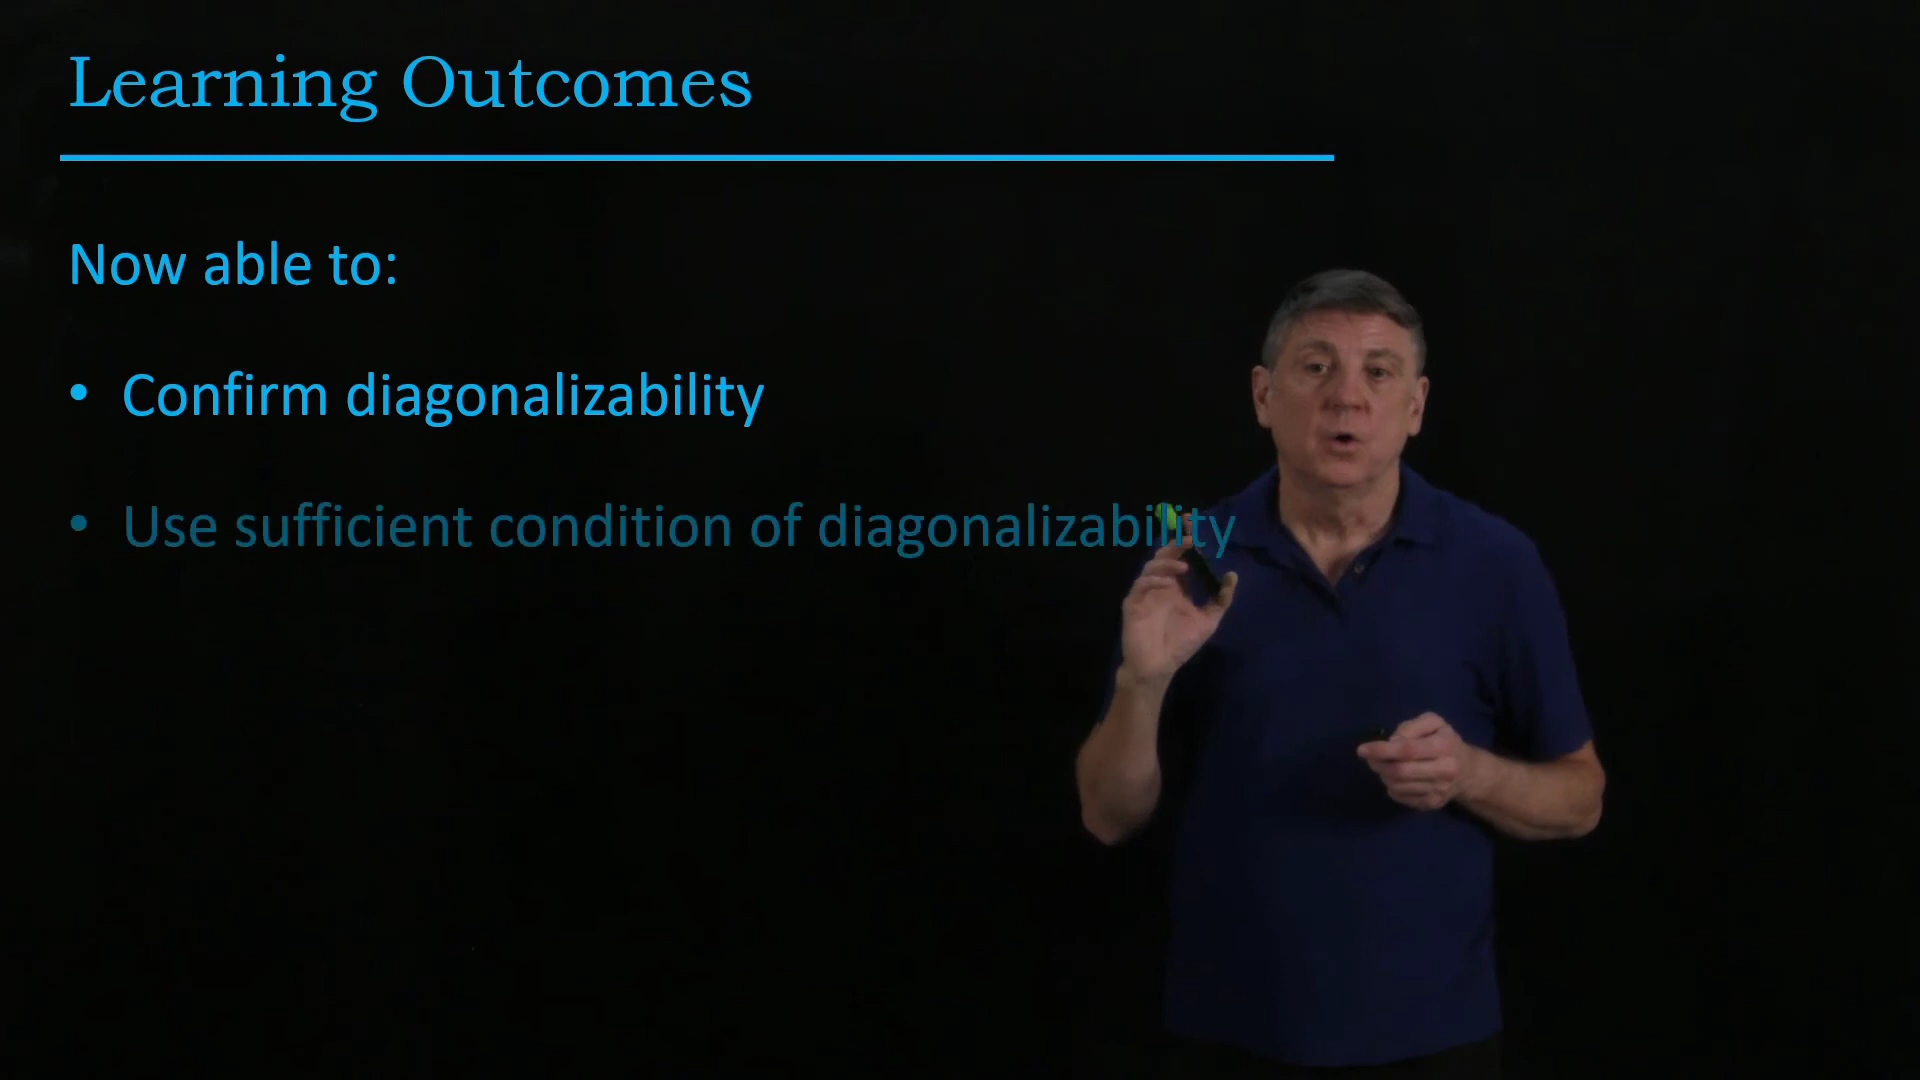 Learning Outcomes
Now able to:
• Confirm diagonalizability
• Use sufficient condition of diagonalizability